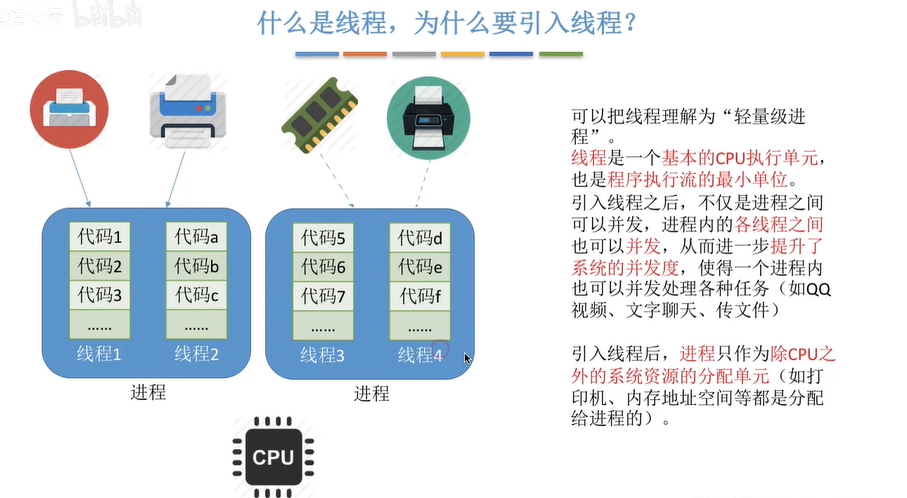 bilibili
什么是线程，为什么要引入线程？
可以把线程理解为“轻量级进
程”。
线程是一个基本的CPU执行单元，
也是程序执行流的最小单位。
引入线程之后，不仅是进程之间
可以并发，进程内的各线程之间
也可以并发，从而进一步提升了
系统的并发度，使得一个进程内
也可以并发处理各种任务（如QQ
视频、文字聊天、传文件）
引入线程后，进程只作为除CPU之
外的系统资源的分配单元（如打
印机、内存地址空间等都是分配
给进程的）。
代码1
代码2
代码3
……
线程1
代码a
代码b
代码c
……
线程2
进程
代码5
代码6
代码7
……
线程3
代码d
代码e
代码f
……
线程4
进程
CPU